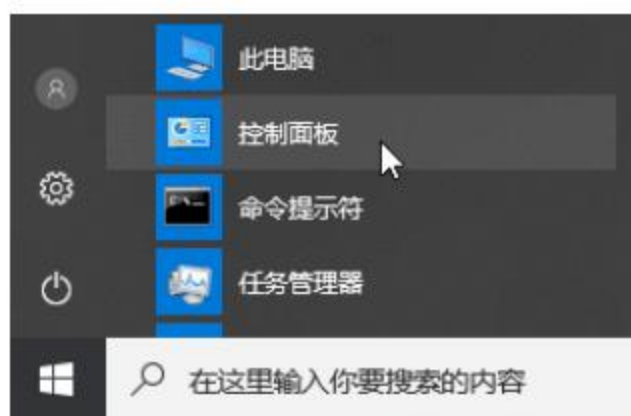 此电脑
控制面板
命令提示符
任务管理器
在这里输入你要搜索的内容